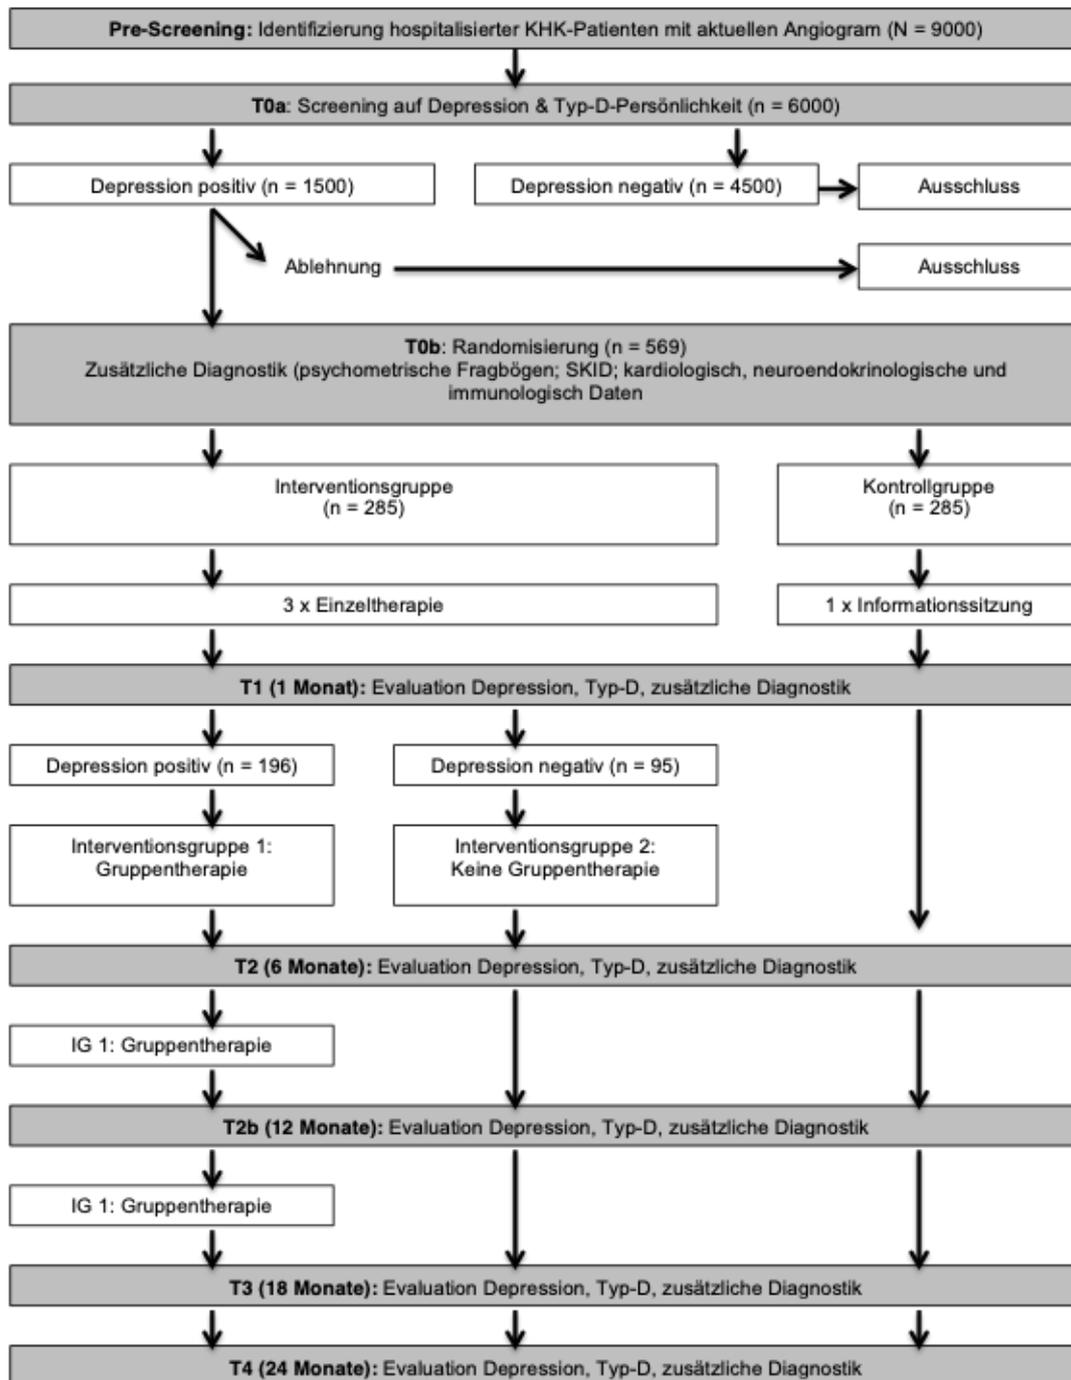 Pre-Screening: Identifizierung hospitalisierter KHK-Patienten mit aktuellen Angiogram (N = 9000)
T0a: Screening auf Depression & Typ-D-Persönlichkeit (n = 6000)
Depression positiv (n = 1500)
Depression negativ (n = 4500)
Ausschluss
Ablehnung
Ausschluss
T0b: Randomisierung (n = 569)
Zusätzliche Diagnostik (psychometrische Fragbögen; SKID; kardiologisch, neuroendokrinologische und
immunologisch Daten
Interventionsgruppe
(n = 285)
Kontrollgruppe
(n = 285)
3 x Einzeltherapie
1 x Informationssitzung
T1 (1 Monat): Evaluation Depression, Typ-D, zusätzliche Diagnostik
Depression positiv (n = 196)
Depression negativ (n = 95)
Interventionsgruppe 1:
Gruppentherapie
Interventionsgruppe 2:
Keine Gruppentherapie
T2 (6 Monate): Evaluation Depression, Typ-D, zusätzliche Diagnostik
IG 1: Gruppentherapie
T2b (12 Monate): Evaluation Depression, Typ-D, zusätzliche Diagnostik
IG 1: Gruppentherapie
T3 (18 Monate): Evaluation Depression, Typ-D, zusätzliche Diagnostik
T4 (24 Monate): Evaluation Depression, Typ-D, zusätzliche Diagnostik